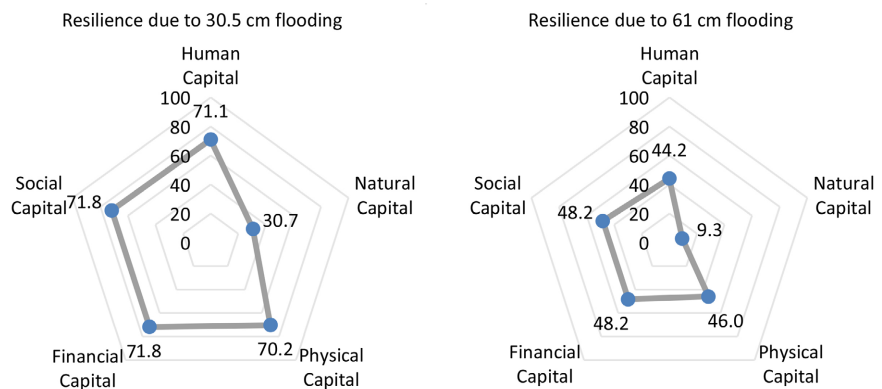 Resilience due to 30.5 cm flooding
Human
Capital
100
71.1
80
60
40
20
0
Social
Capital
71.8
Natural
Capital
30.7
Financial
Capital
71.8
70.2
Physical
Capital
Resilience due to 61 cm flooding
Human
Capital
100
80
60
44.2
40
20
0
Social
Capital
48.2
Natural
Capital
9.3
48.2
46.0
Financial
Capital
Physical
Capital